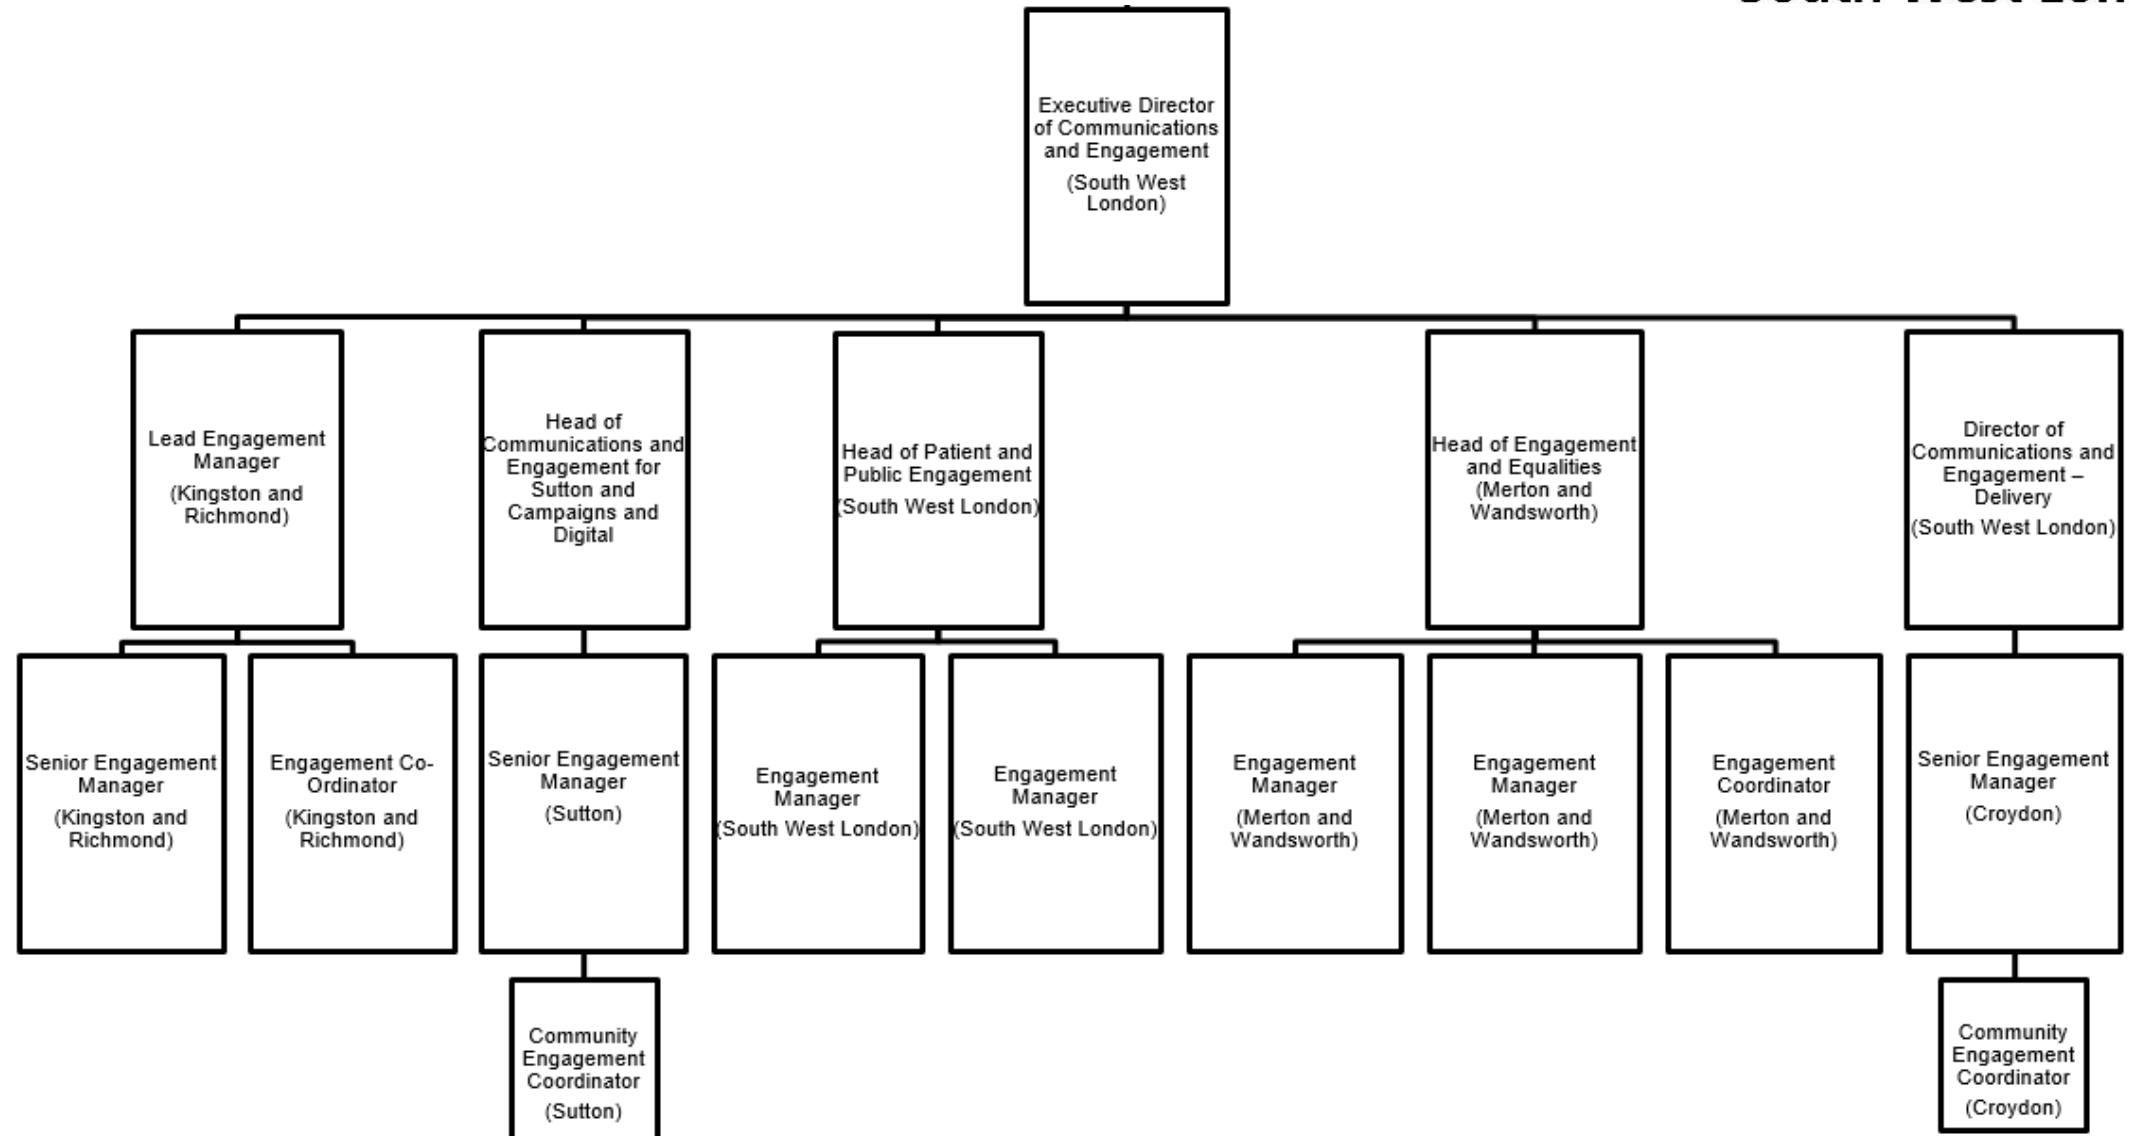 Executive Director
of Communications
and Engagement
(South West
London)
Lead Engagement
Manager
(Kingston and
Richmond)
Head of
Communications and
Engagement for
Sutton and
Campaigns and
Digital
Head of Patient and
Public Engagement
(South West London)
Head of Engagement
and Equalities
(Merton and
Wandsworth)
Director of
Communications and
Engagement –
Delivery
(South West London)
Senior Engagement
Manager
(Kingston and
Richmond)
Engagement Co-
Ordinator
(Kingston and
Richmond)
Senior Engagement
Manager
(Sutton)
Engagement
Manager
(South West London)
Engagement
Manager
(South West London)
Engagement
Manager
(Merton and
Wandsworth)
Engagement
Manager
(Merton and
Wandsworth)
Engagement
Coordinator
(Merton and
Wandsworth)
Senior Engagement
Manager
(Croydon)
Community
Engagement
Coordinator
(Sutton)
Community
Engagement
Coordinator
(Croydon)